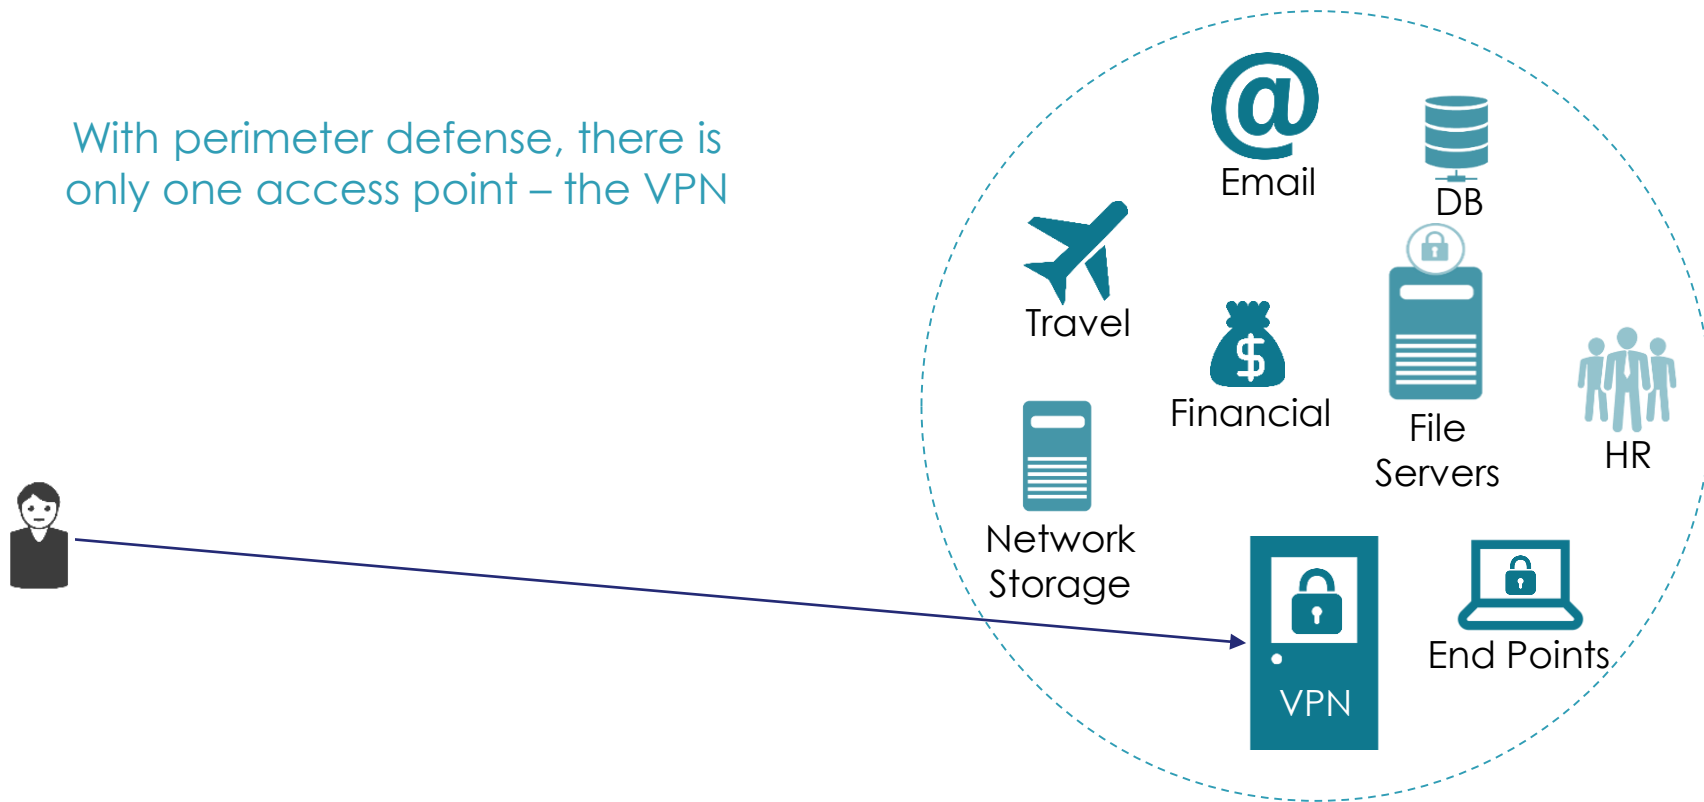 With perimeter defense, there is
only one access point – the VPN
@
Email
DB
Travel
$
Financial
File
Servers
HR
Network
Storage
VPN
End Points